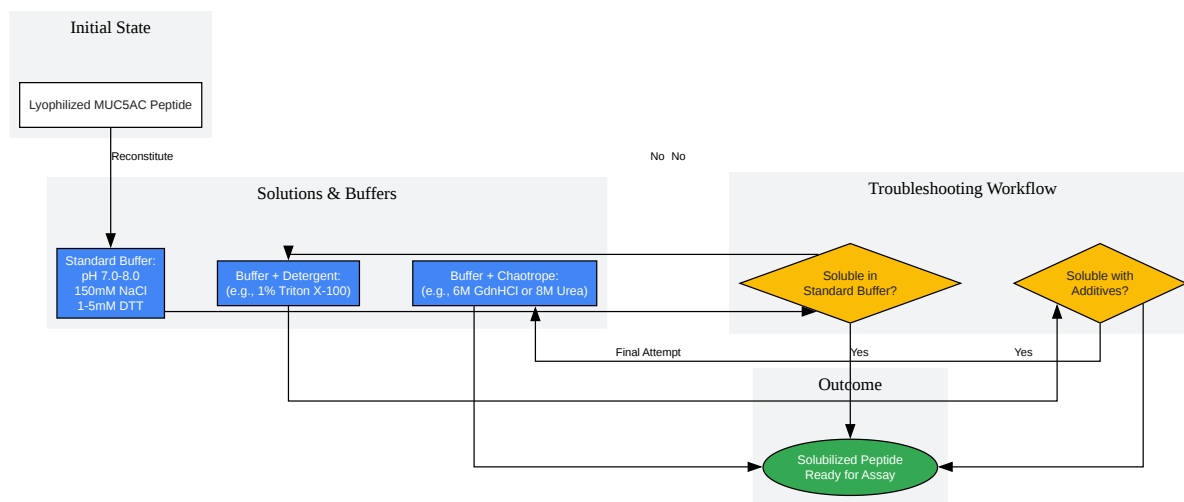 Initial State
Lyophilized MUC5AC Peptide
Reconstitute
No No
Solutions & Buffers
Troubleshooting Workflow
Standard Buffer:
pH 7.0-8.0
150mM NaCl
1-5mM DTT
Buffer + Detergent:
(e.g., 1% Triton X-100)
Buffer + Chaotrope:
(e.g., 6M GdnHCl or 8M Urea)
Soluble in
Standard Buffer?
Soluble with
Additives?
Final Attempt
Yes
Yes
Outcome
Solubilized Peptide
Ready for Assay